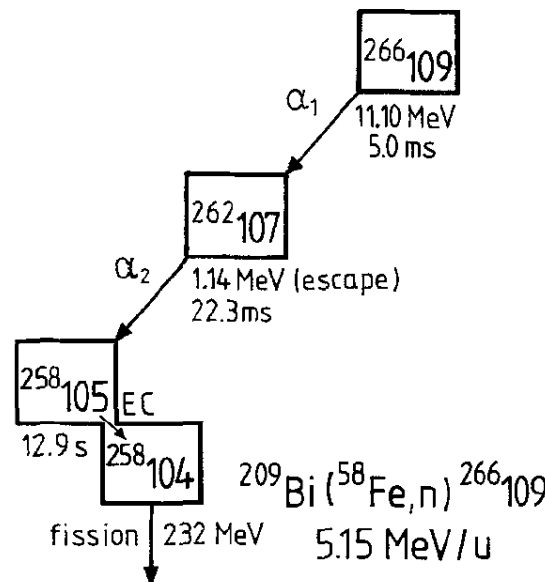 ²⁶⁶109
α₁
11.10 MeV
5.0 ms
²⁶²107
α₂
1.14 MeV (escape)
22.3ms
²⁵⁸105
EC
12.9 s
²⁵⁸104
fission
232 MeV
²⁰⁹Bi(⁵⁸Fe,n)²⁶⁶109
5.15 MeV/u